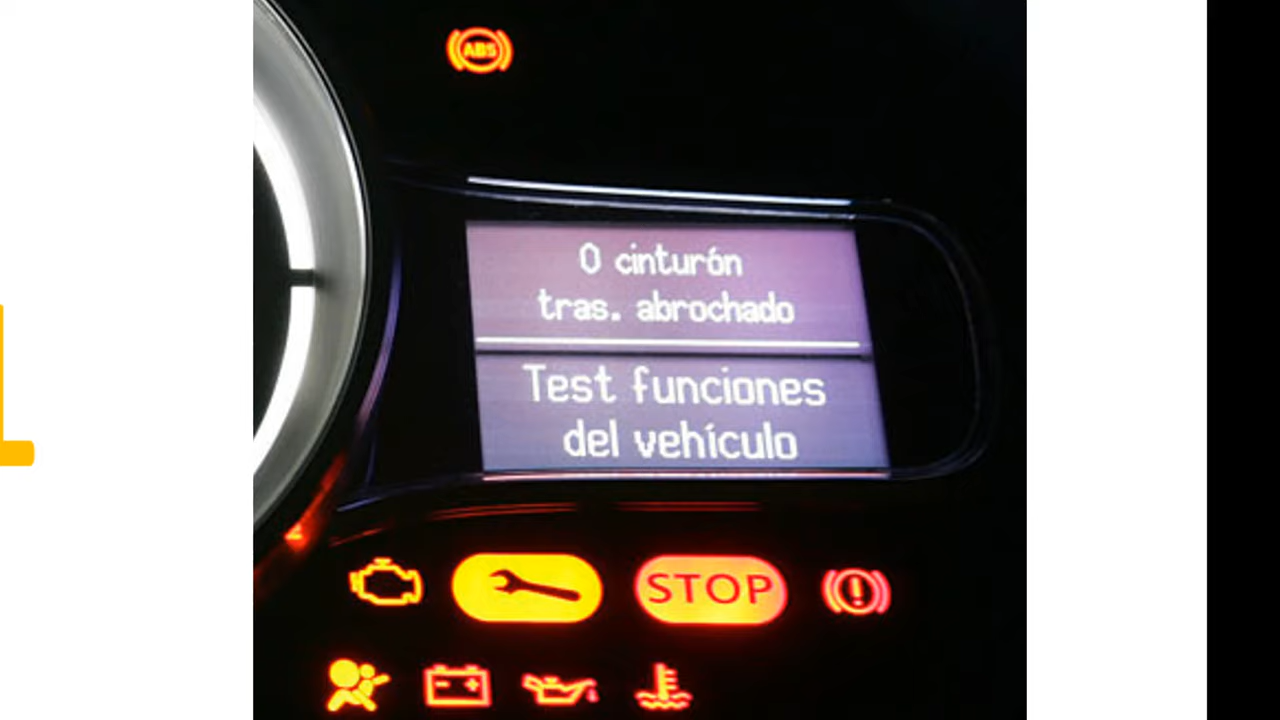 ABS
0 cinturón
tras. abrochado
Test funciones
del vehículo
STOP